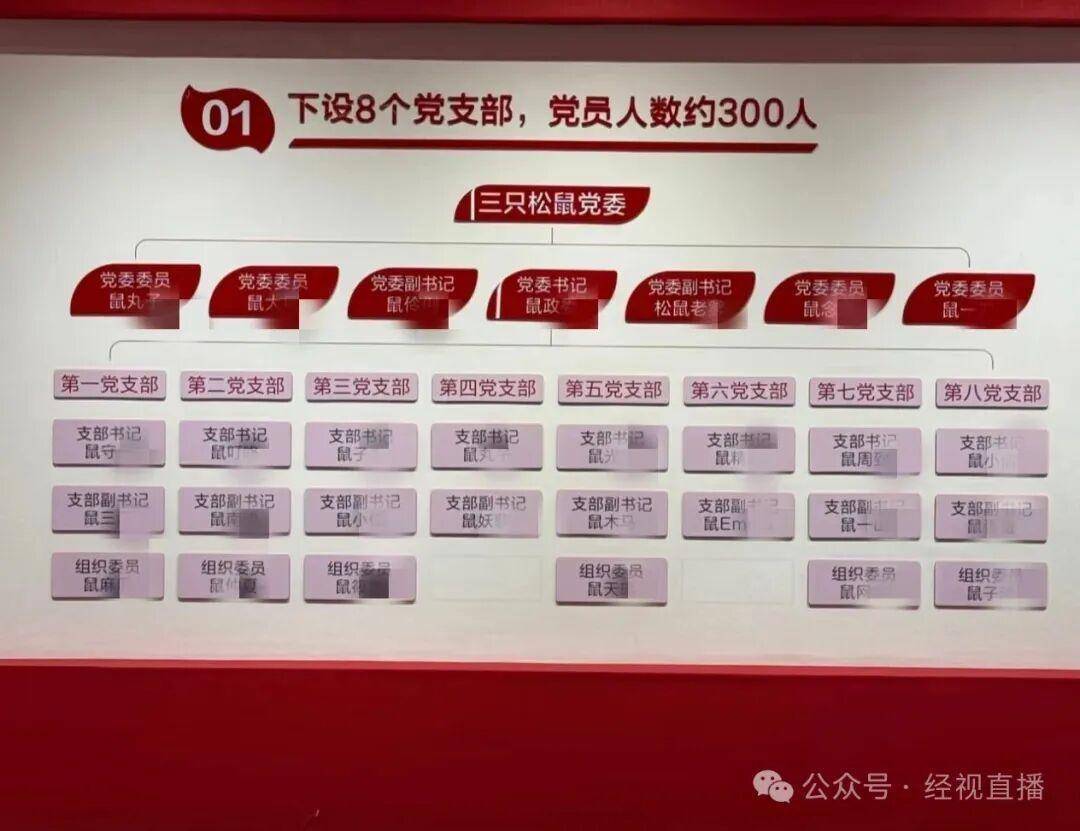 01 下设8个党支部，党员人数约300人
三只松鼠党委
党委委员 党委委员 党委副书记 党委书记 党委副书记 党委委员 党委委员
鼠丸子 鼠大 鼠伶 鼠政 松鼠老 鼠念 鼠一
第一党支部 第二党支部 第三党支部 第四党支部 第五党支部 第六党支部 第七党支部 第八党支部
支部书记 支部书记 支部书记 支部书记 支部书记 支部书记 支部书记 支部书记
鼠守 鼠叮 鼠子 鼠丸 鼠光 鼠精 鼠周 鼠小
支部副书记 支部副书记 支部副书记 支部副书记 支部副书记 支部副书记 支部副书记 支部副书记
鼠三 鼠南 鼠小 鼠妖 鼠木马 鼠Em 鼠一 鼠
组织委员 组织委员 组织委员 组织委员 组织委员 组织委员
鼠麻 鼠仲夏 鼠筱 鼠天 鼠网 鼠子
公众号·经视直播